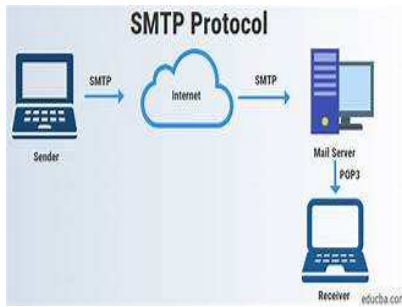 SMTP Protocol
SMTP
Internet
SMTP
Sender
Mail Server
POP3
Receiver
educba.com